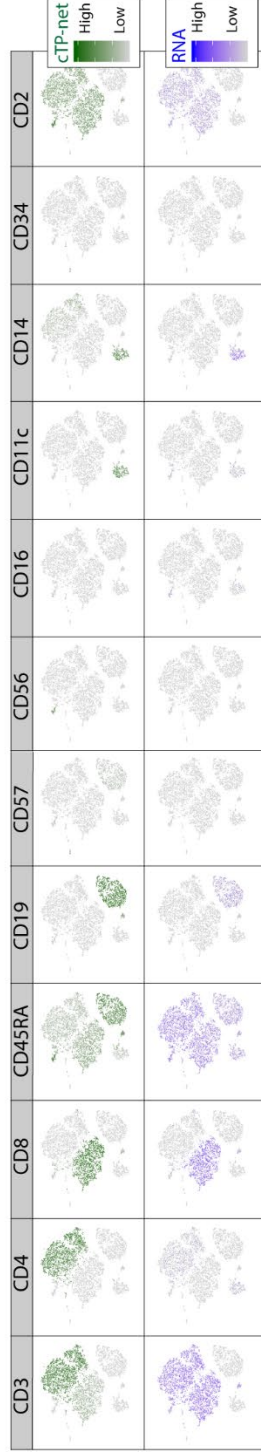 CD3 CD4 CD8 CD45RA CD19 CD57 CD56 CD16 CD11c CD14 CD34 CD2
cTP-net
High
Low
RNA
High
Low